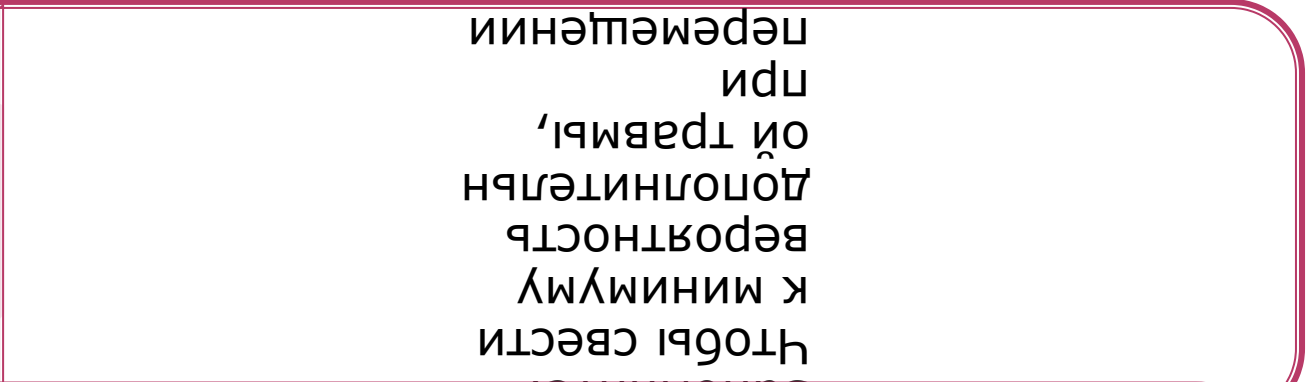 Чтобы свести
к минимуму
вероятность
дополнительн
ой травмы,
при
перемещении